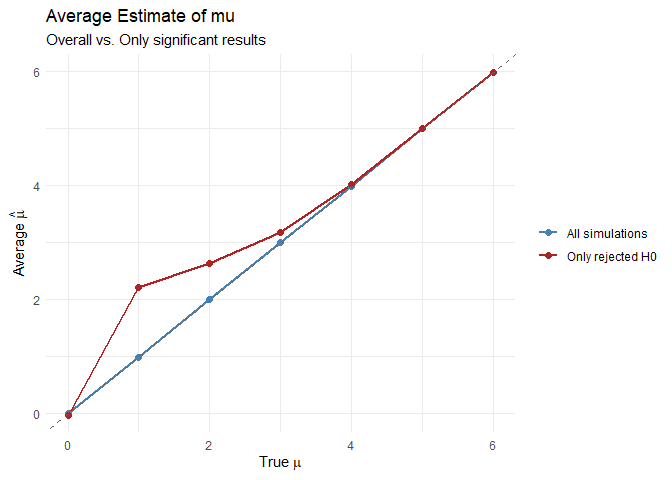 Average Estimate of mu
Overall vs. Only significant results
6
4
2
0
Average μ̂
0
2
4
6
True μ
All simulations
Only rejected H0